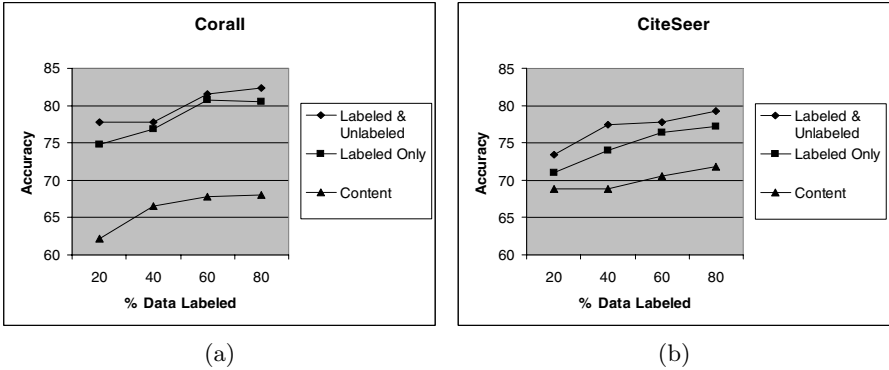 CoraII
85
80
75
70
65
60
Accuracy
20 40 60 80
% Data Labeled
Labeled &
Unlabeled
Labeled Only
Content
(a)
CiteSeer
85
80
75
70
65
60
Accuracy
20 40 60 80
% Data Labeled
Labeled &
Unlabeled
Labeled Only
Content
(b)